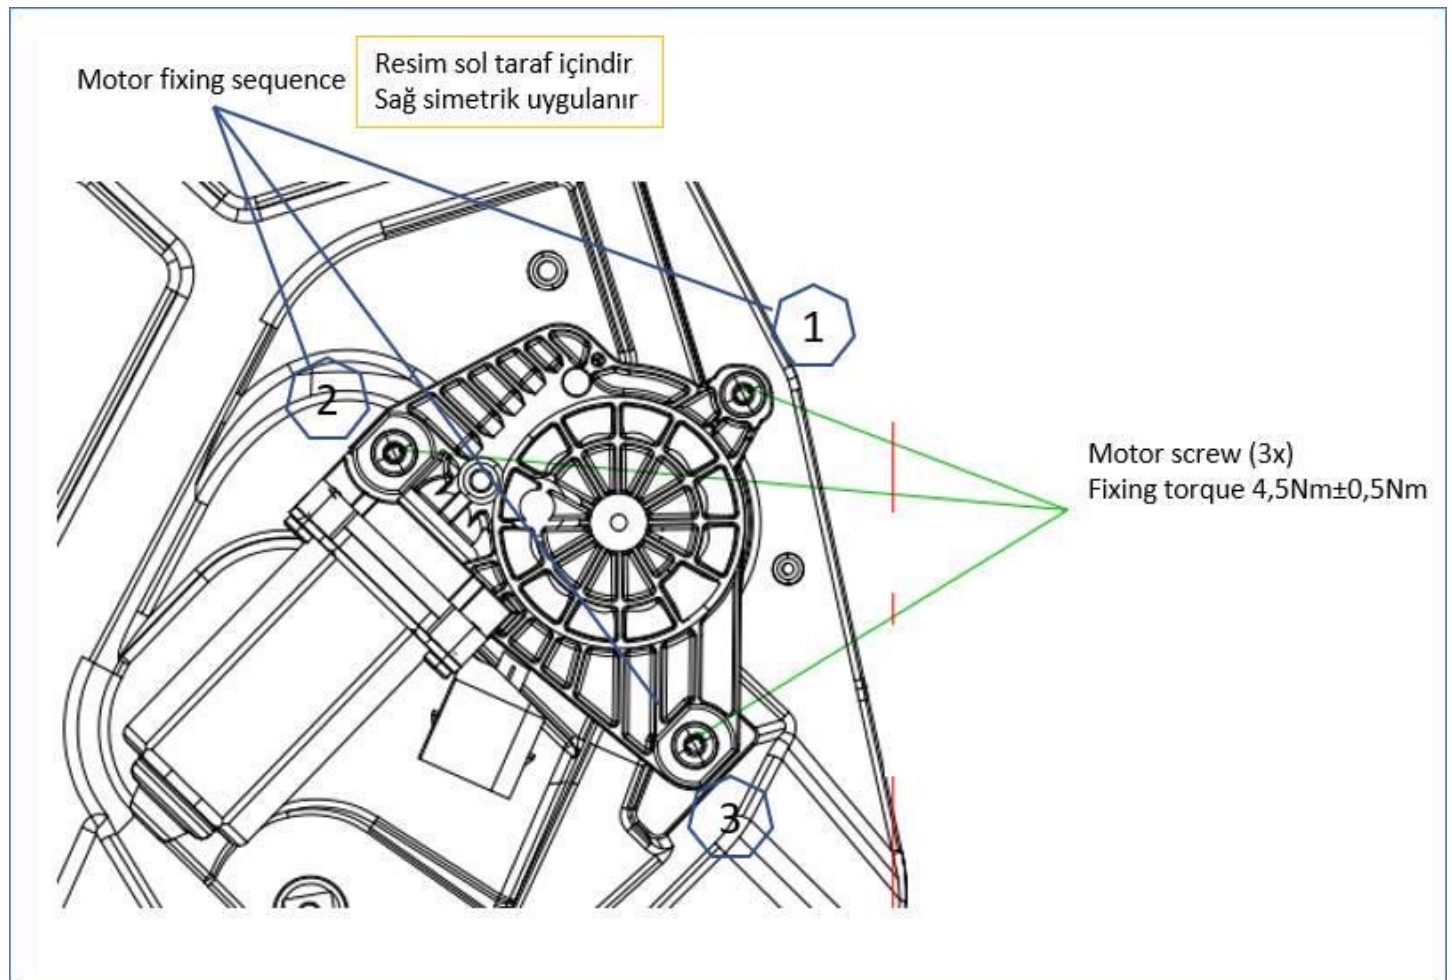 Motor fixing sequence
Resim sol taraf içindir
Sağ simetrik uygulanır
1
2
Motor screw (3x)
Fixing torque 4,5Nm±0,5Nm
3